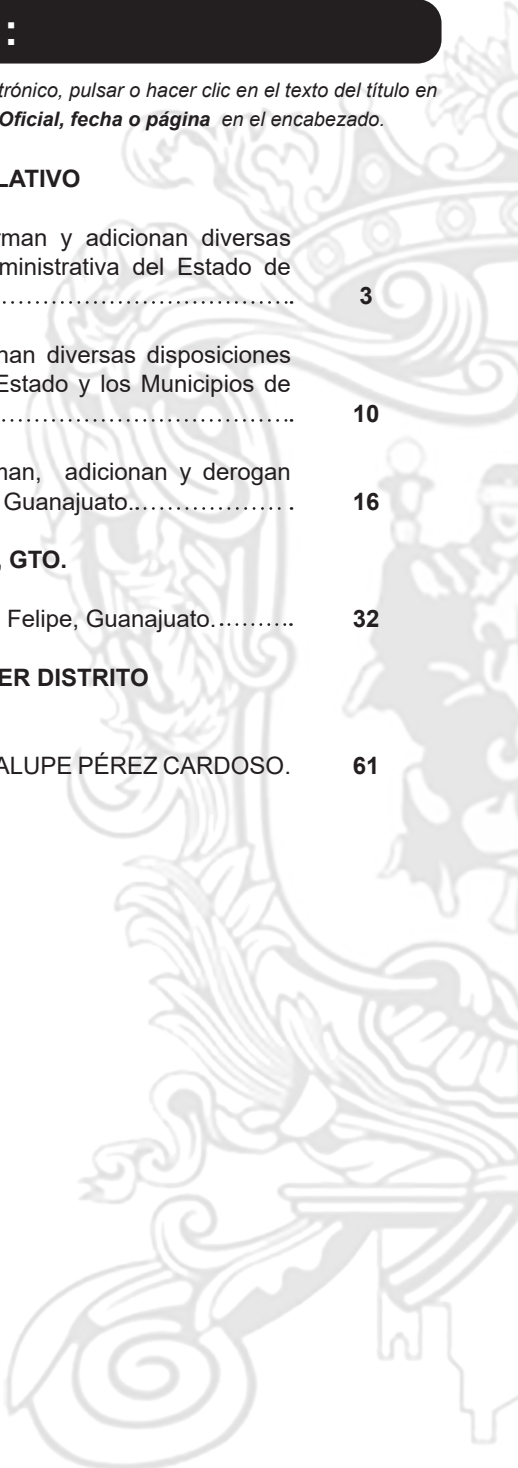 :
trónico, pulsar o hacer clic en el texto del título en
Oficial, fecha o página en el encabezado.
LATIVO
rman y adicionan diversas
ministrativa del Estado de
.......................................... 3
nan diversas disposiciones
Estado y los Municipios de
.......................................... 10
man, adicionan y derogan
Guanajuato.................... . 16
, GTO.
Felipe, Guanajuato.......... 32
ER DISTRITO
ALUPE PÉREZ CARDOSO. 61